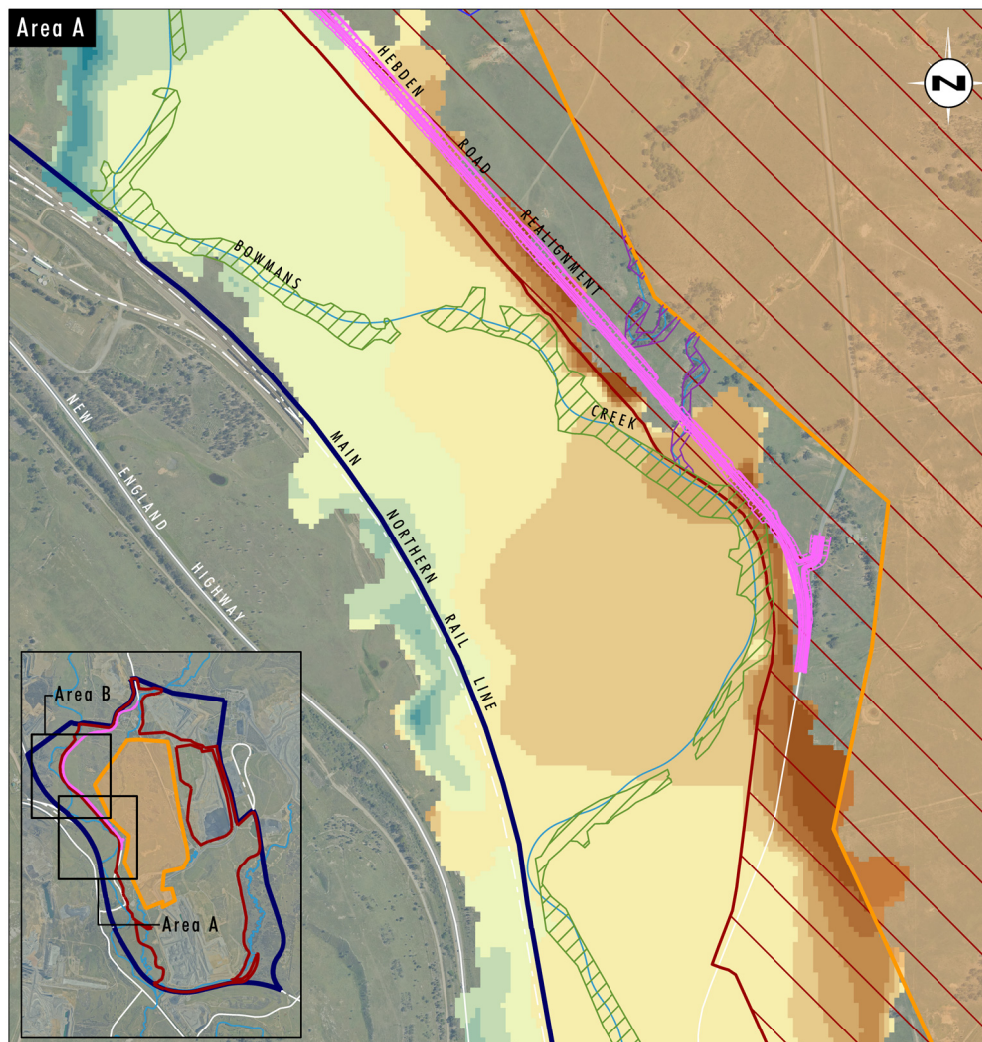 Area A
N
HEBDEN ROAD REALIGNMENT
BOWMANS
CREEK
NEW ENGLAND HIGHWAY
MAIN NORTHERN RAIL LINE
Area B
Area A